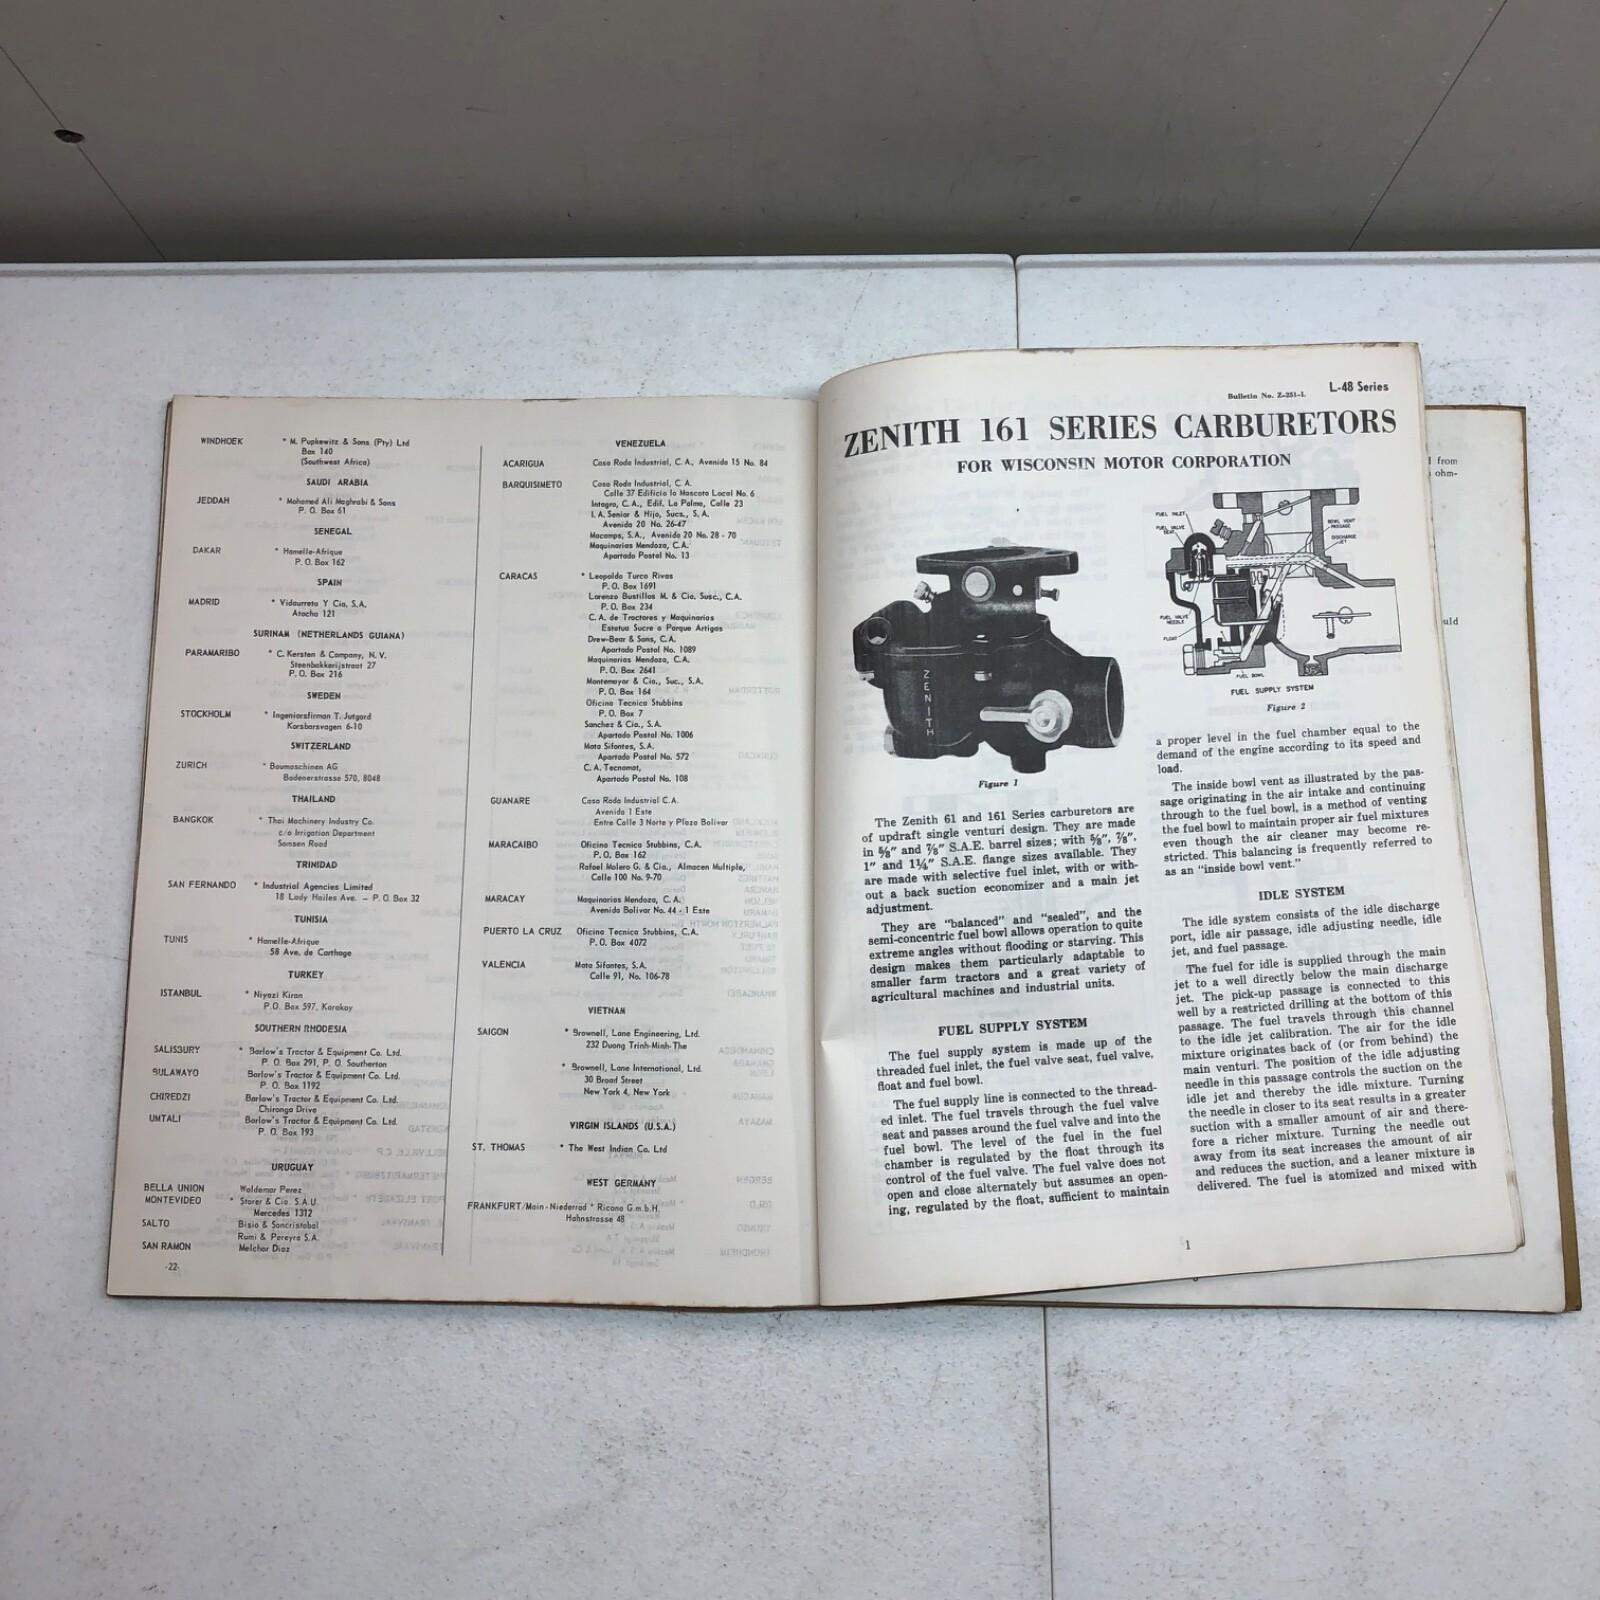 WINDHOEK * M. Pupkewitz & Sons (Pty) Ltd
Box 140
(Southwest Africa)
SAUDI ARABIA
JEDDAH * Mohamed Ali Maghrabi & Sons
P. O. Box 61
SENEGAL
DAKAR * Hamelle-Afrique
P. O. Box 162
SPAIN
MADRID * Vidaurreta Y Cia, S.A.
Atocha 121
SURINAM (NETHERLANDS GUIANA)
PARAMARIBO * C. Kersten & Company, N. V.
Steenbakkerijstraat 27
P. O. Box 216
SWEDEN
STOCKHOLM * Ingeniorsfirman T. Jutgard
Korsbarsvagen 6-10
SWITZERLAND
ZURICH * Baumaschinen AG
Badenerstrasse 570, 8048
THAILAND
BANGKOK * Thai Machinery Industry Co.
c/o Irrigation Department
Samsen Road
TRINIDAD
SAN FERNANDO * Industrial Agencies Limited
18 Lady Hailes Ave. - P. O. Box 32
TUNISIA
TUNIS * Hamelle-Afrique
58 Ave. de Carthage
TURKEY
ISTANBUL * Niyazi Kiran
P. O. Box 597, Karakoy
SOUTHERN RHODESIA
SALISBURY * Barlow's Tractor & Equipment Co. Ltd.
P. O. Box 291, P. O. Southerton
BULAWAYO Barlow's Tractor & Equipment Co. Ltd.
P. O. Box 1192
CHIREDZI Barlow's Tractor & Equipment Co. Ltd.
Chironga Drive
UMTALI Barlow's Tractor & Equipment Co. Ltd.
P. O. Box 193
URUGUAY
BELLA UNION Waldemar Perez
MONTEVIDEO * Storer & Cia. S.A.U.
Mercedes 1312
SALTO Bisio & Sancristobal
Rumi & Pereyra S.A.
SAN RAMON Melchor Diaz
-22-
VENEZUELA
ACARIGUA Casa Roda Industrial, C. A., Avenida 15 No. 84
BARQUISIMETO Casa Roda Industrial, C. A.
Calle 37 Edificio la Mascota Local No. 6
Intagro, C. A., Edif. La Palma, Calle 23
I. A. Senior & Hijo, Sucs., S. A.
Avenida 20 No. 26-47
Macamps, S.A., Avenida 20 No. 28 - 70
Maquinarias Mendoza, C.A.
Apartado Postal No. 13
CARACAS * Leopoldo Turco Rivas
P. O. Box 1691
Lorenzo Bustillos M. & Cia. Susc., C.A.
P. O. Box 234
C. A. de Tractores y Maquinarias
Estatua Sucre a Parque Artigas
Drew-Bear & Sons, C.A.
Apartado Postal No. 1089
Maquinarias Mendoza, C.A.
P. O. Box 2641
Montemayor & Cia., Suc., S.A.
P. O. Box 164
Oficina Tecnica Stubbins
P. O. Box 7
Sanchez & Cia., S.A.
Apartado Postal No. 1006
Mata Sifontes, S.A.
Apartado Postal No. 572
C. A. Tecnomat,
Apartado Postal No. 108
GUANARE Casa Roda Industrial C.A.
Avenida 1 Este
Entre Calle 3 Norte y Plaza Bolivar
MARACAIBO Oficina Tecnica Stubbins, C.A.
P. O. Box 162
Rafael Molero G. & Cia., Almacen Multiple,
Calle 100 No. 9-70
MARACAY Maquinarias Mendoza, C. A.
Avenida Bolivar No. 44 - 1 Este
PUERTO LA CRUZ Oficina Tecnica Stubbins, C.A.
P. O. Box 4072
VALENCIA Mata Sifontes, S.A.
Calle 91, No. 106-78
VIETNAM
SAIGON * Brownell, Lane Engineering, Ltd.
232 Duong Trinh-Minh-The
* Brownell, Lane International, Ltd.
30 Broad Street
New York 4, New York
VIRGIN ISLANDS (U.S.A.)
ST. THOMAS * The West Indian Co. Ltd
WEST GERMANY
FRANKFURT/Main - Niederrad * Ricona G.m.b.H.
Hahnstrasse 48
L-48 Series
Bulletin No. Z-251-L
ZENITH 161 SERIES CARBURETORS
FOR WISCONSIN MOTOR CORPORATION
ZENITH
Figure 1
The Zenith 61 and 161 Series carburetors are
of updraft single venturi design. They are made
in 5/8" and 7/8" S.A.E. barrel sizes; with 5/8", 7/8",
1" and 1¼" S.A.E. flange sizes available. They
are made with selective fuel inlet, with or with-
out a back suction economizer and a main jet
adjustment.
They are "balanced" and "sealed", and the
semi-concentric fuel bowl allows operation to quite
extreme angles without flooding or starving. This
design makes them particularly adaptable to
smaller farm tractors and a great variety of
agricultural machines and industrial units.
FUEL SUPPLY SYSTEM
The fuel supply system is made up of the
threaded fuel inlet, the fuel valve seat, fuel valve,
float and fuel bowl.
The fuel supply line is connected to the thread-
ed inlet. The fuel travels through the fuel valve
seat and passes around the fuel valve and into the
fuel bowl. The level of the fuel in the fuel
chamber is regulated by the float through its
control of the fuel valve. The fuel valve does not
open and close alternately but assumes an open-
ing, regulated by the float, sufficient to maintain
FUEL INLET
FUEL VALVE
SEAT
BOWL VENT
PASSAGE
DISCHARGE
JET
FUEL VALVE
NEEDLE
FLOAT
FUEL BOWL
FUEL SUPPLY SYSTEM
Figure 2
a proper level in the fuel chamber equal to the
demand of the engine according to its speed and
load.
The inside bowl vent as illustrated by the pas-
sage originating in the air intake and continuing
through to the fuel bowl, is a method of venting
the fuel bowl to maintain proper air fuel mixtures
even though the air cleaner may become re-
stricted. This balancing is frequently referred to
as an "inside bowl vent."
IDLE SYSTEM
The idle system consists of the idle discharge
port, idle air passage, idle adjusting needle, idle
jet, and fuel passage.
The fuel for idle is supplied through the main
jet to a well directly below the main discharge
jet. The pick-up passage is connected to this
well by a restricted drilling at the bottom of this
passage. The fuel travels through this channel
to the idle jet calibration. The air for the idle
mixture originates back of (or from behind) the
main venturi. The position of the idle adjusting
needle in this passage controls the suction on the
idle jet and thereby the idle mixture. Turning
the needle in closer to its seat results in a greater
suction with a smaller amount of air and there-
fore a richer mixture. Turning the needle out
away from its seat increases the amount of air
and reduces the suction, and a leaner mixture is
delivered. The fuel is atomized and mixed with
1
from
ohm-
ould